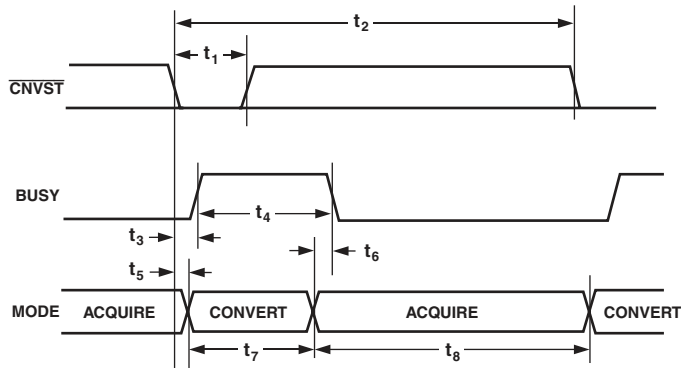 t2
t1
CNVST
BUSY
t4
t3
t6
t5
MODE ACQUIRE CONVERT ACQUIRE CONVERT
t7 t8